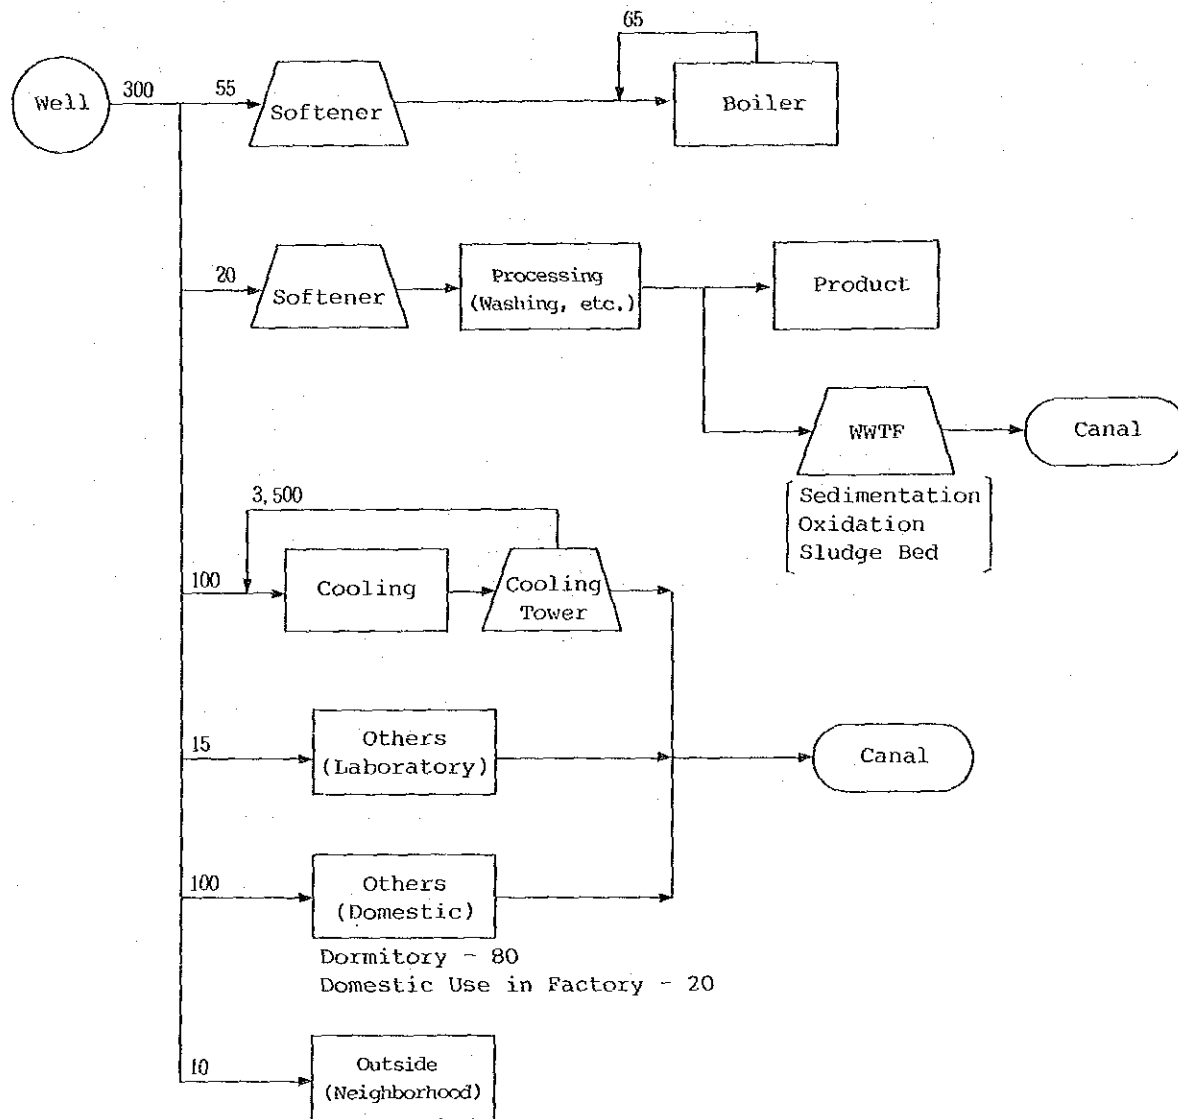 65
Well
300
55
Softener
Boiler
20
Softener
Processing
(Washing, etc.)
Product
WWTF
Canal
Sedimentation
Oxidation
Sludge Bed
3,500
100
Cooling
Cooling
Tower
15
Others
(Laboratory)
Canal
100
Others
(Domestic)
Dormitory - 80
Domestic Use in Factory - 20
10
Outside
(Neighborhood)